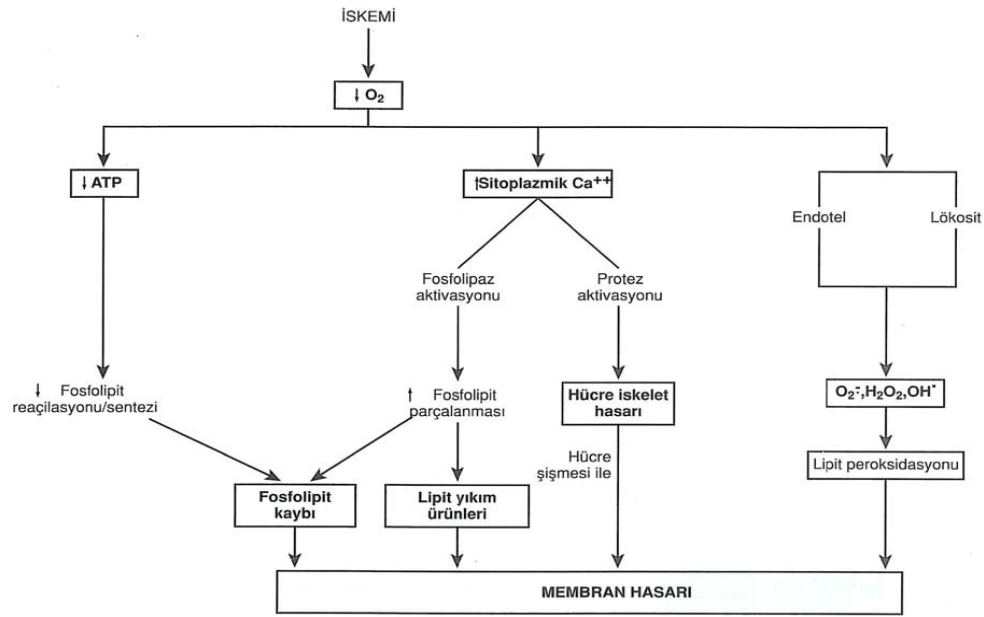 İSKEMİ
↓ O₂
↓ ATP
↑Sitoplazmik Ca⁺⁺
Endotel
Lökosit
Fosfolipaz
aktivasyonu
Protez
aktivasyonu
↓ Fosfolipit
reaçilasyonu/sentezi
↑ Fosfolipit
parçalanması
Hücre iskelet
hasarı
O₂⁻̇,H₂O₂,OH˙
Hücre
şişmesi ile
Lipit peroksidasyonu
Fosfolipit
kaybı
Lipit yıkım
ürünleri
MEMBRAN HASARI